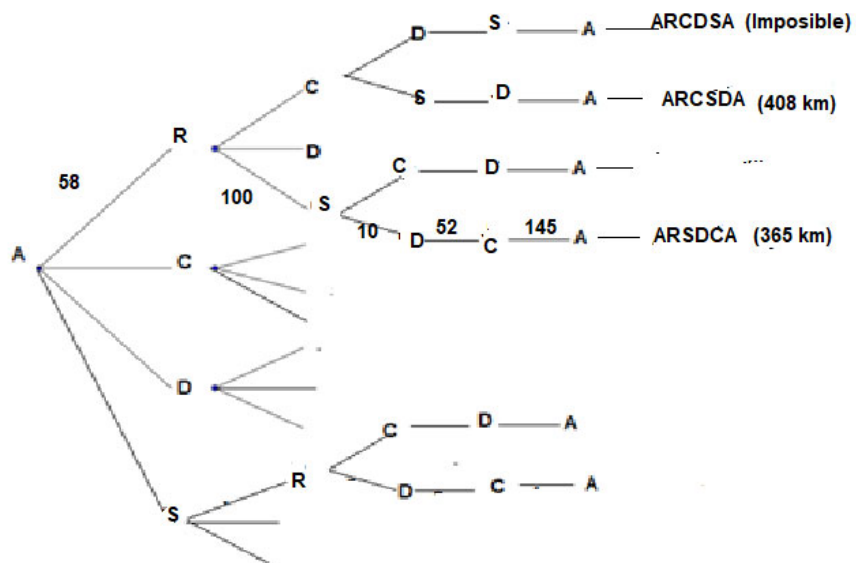 D S A ARCDSA (Imposible)
C
S D A ARCSDA (408 km)
R
D
58
C D A
100 S
10 D 52 C 145 A ARSDCA (365 km)
A C
D
C D A
R
D C A
S